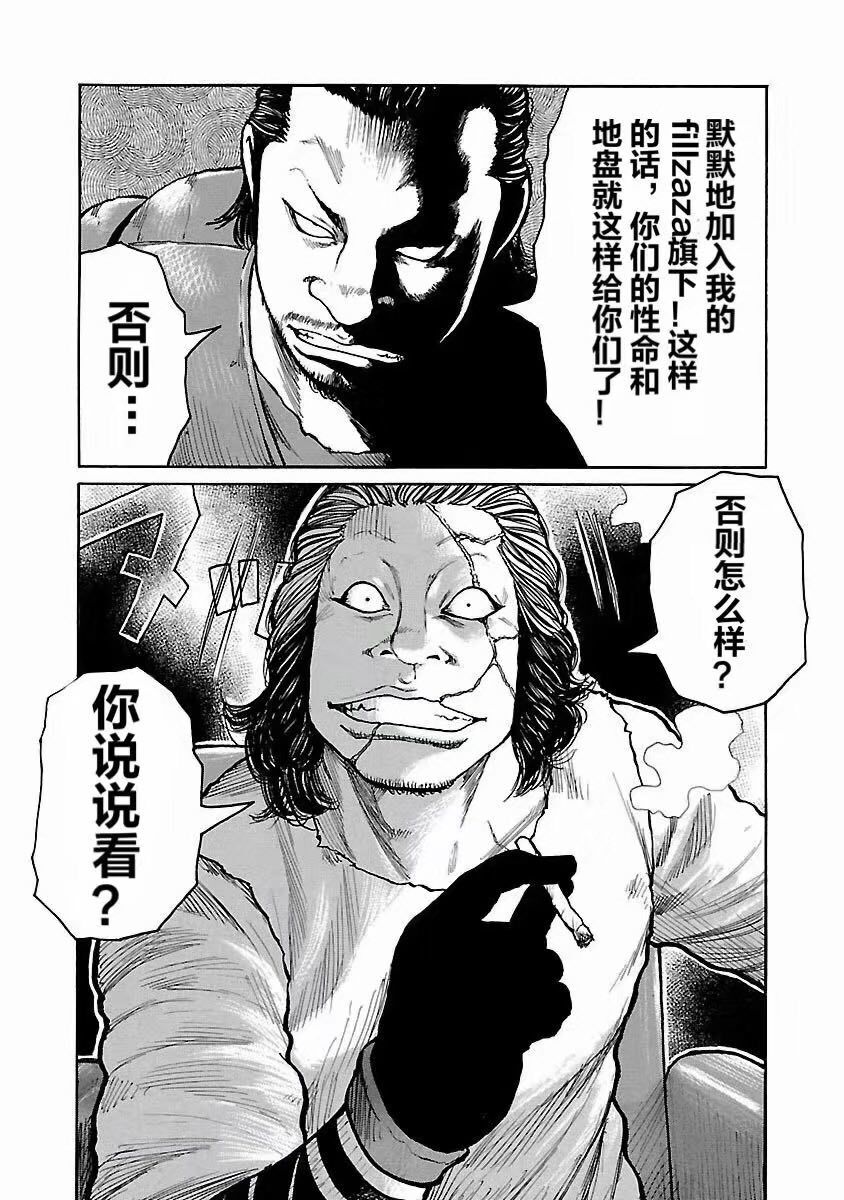 默默地加入我的
fillzaza旗下！这样
的话，你们的性命和
地盘就这样给你们了！
否则…
否则怎么样？
你说说看？